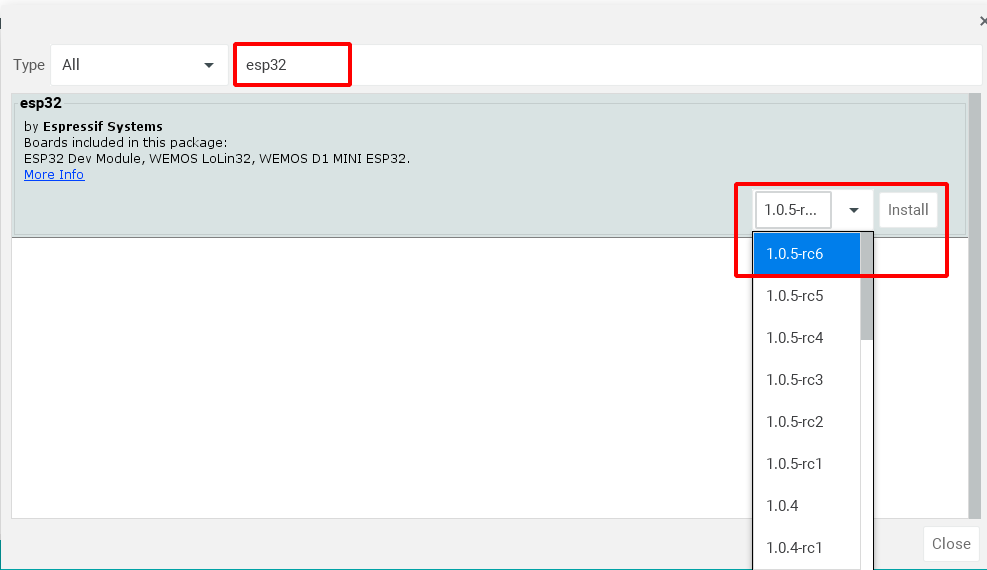 Type All esp32
esp32
by Espressif Systems
Boards included in this package:
ESP32 Dev Module, WEMOS LoLin32, WEMOS D1 MINI ESP32.
More Info
1.0.5-r... Install
1.0.5-rc6
1.0.5-rc5
1.0.5-rc4
1.0.5-rc3
1.0.5-rc2
1.0.5-rc1
1.0.4
1.0.4-rc1
Close